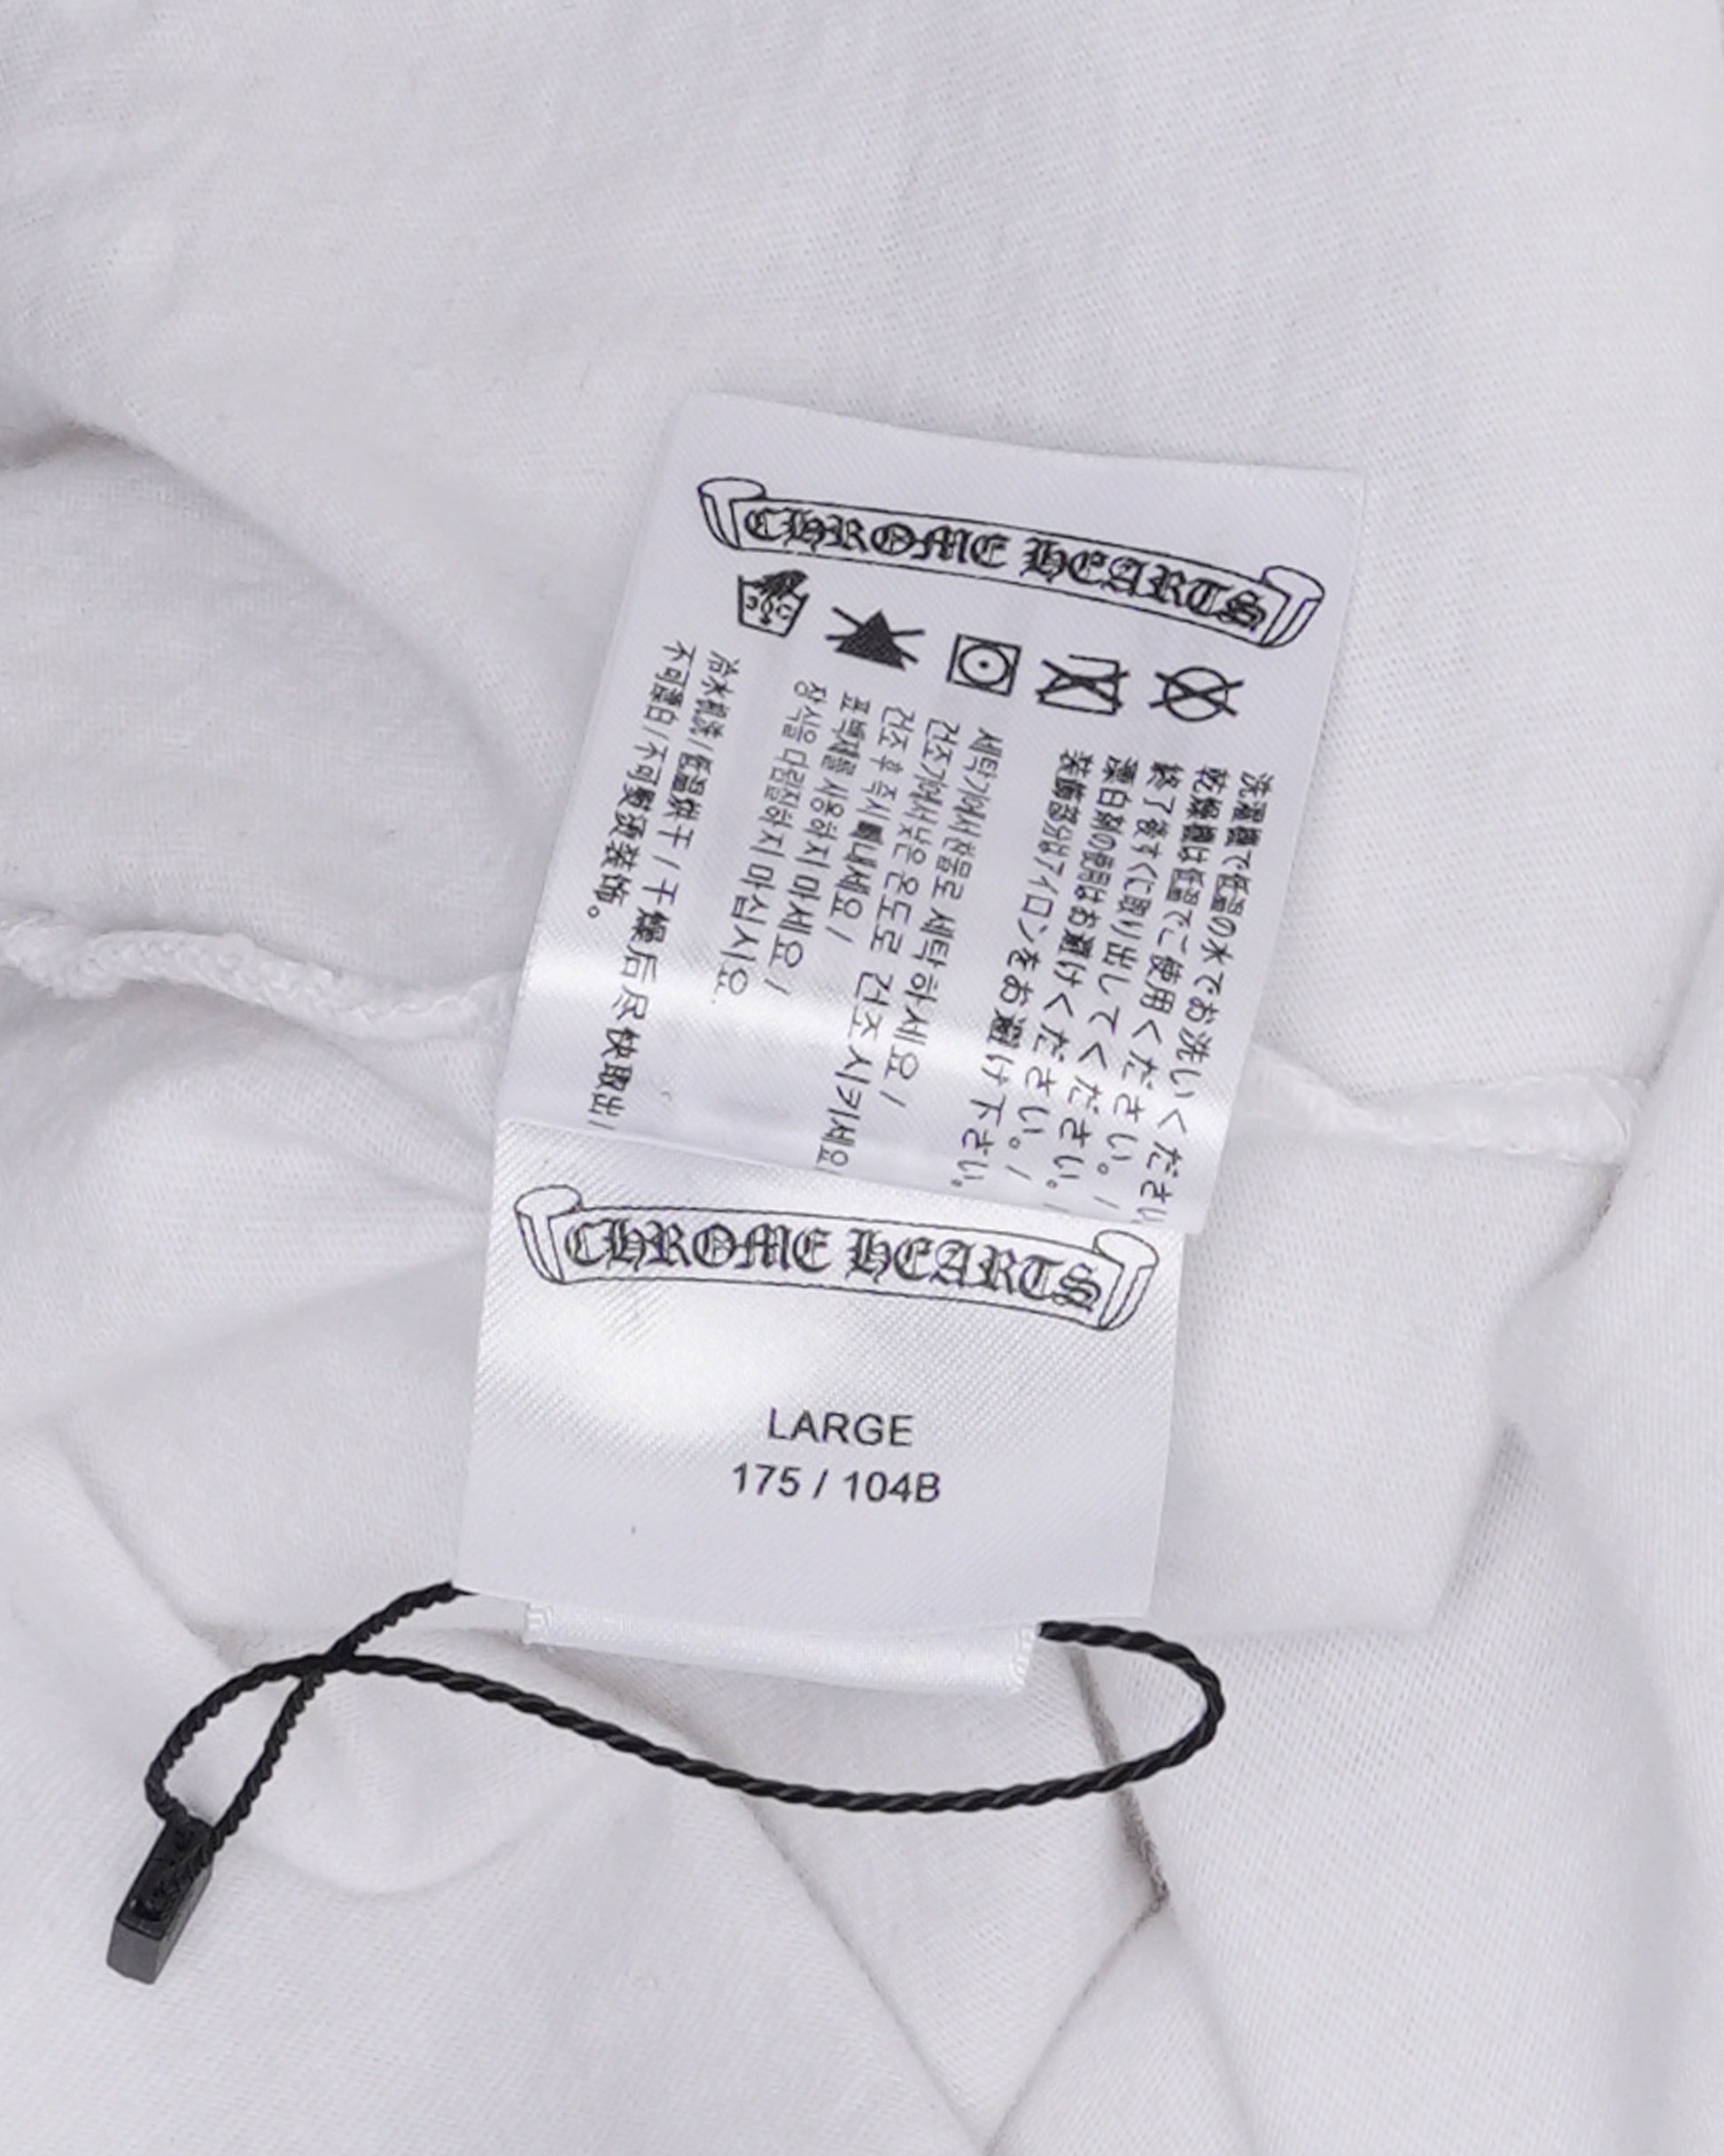 CHROME HEARTS
30C
洗濯機で低温の水でお洗いください
乾燥機は低温でご使用ください。/
終了後すぐに取り出してください。/
漂白剤の使用はお避けください。/
装飾部分はアイロンをお避け下さい。
세탁기에서 찬물로 세탁하세요 /
건조기에서 낮은 온도로 건조시키세요
건조 후 즉시 빼내세요 /
표백제를 사용하지 마세요 /
장식을 다림질하지 마십시요.
冷水机洗/低温烘干/干燥后尽快取出/
不可漂白/不可熨烫装饰。
CHROME HEARTS
LARGE
175 / 104B